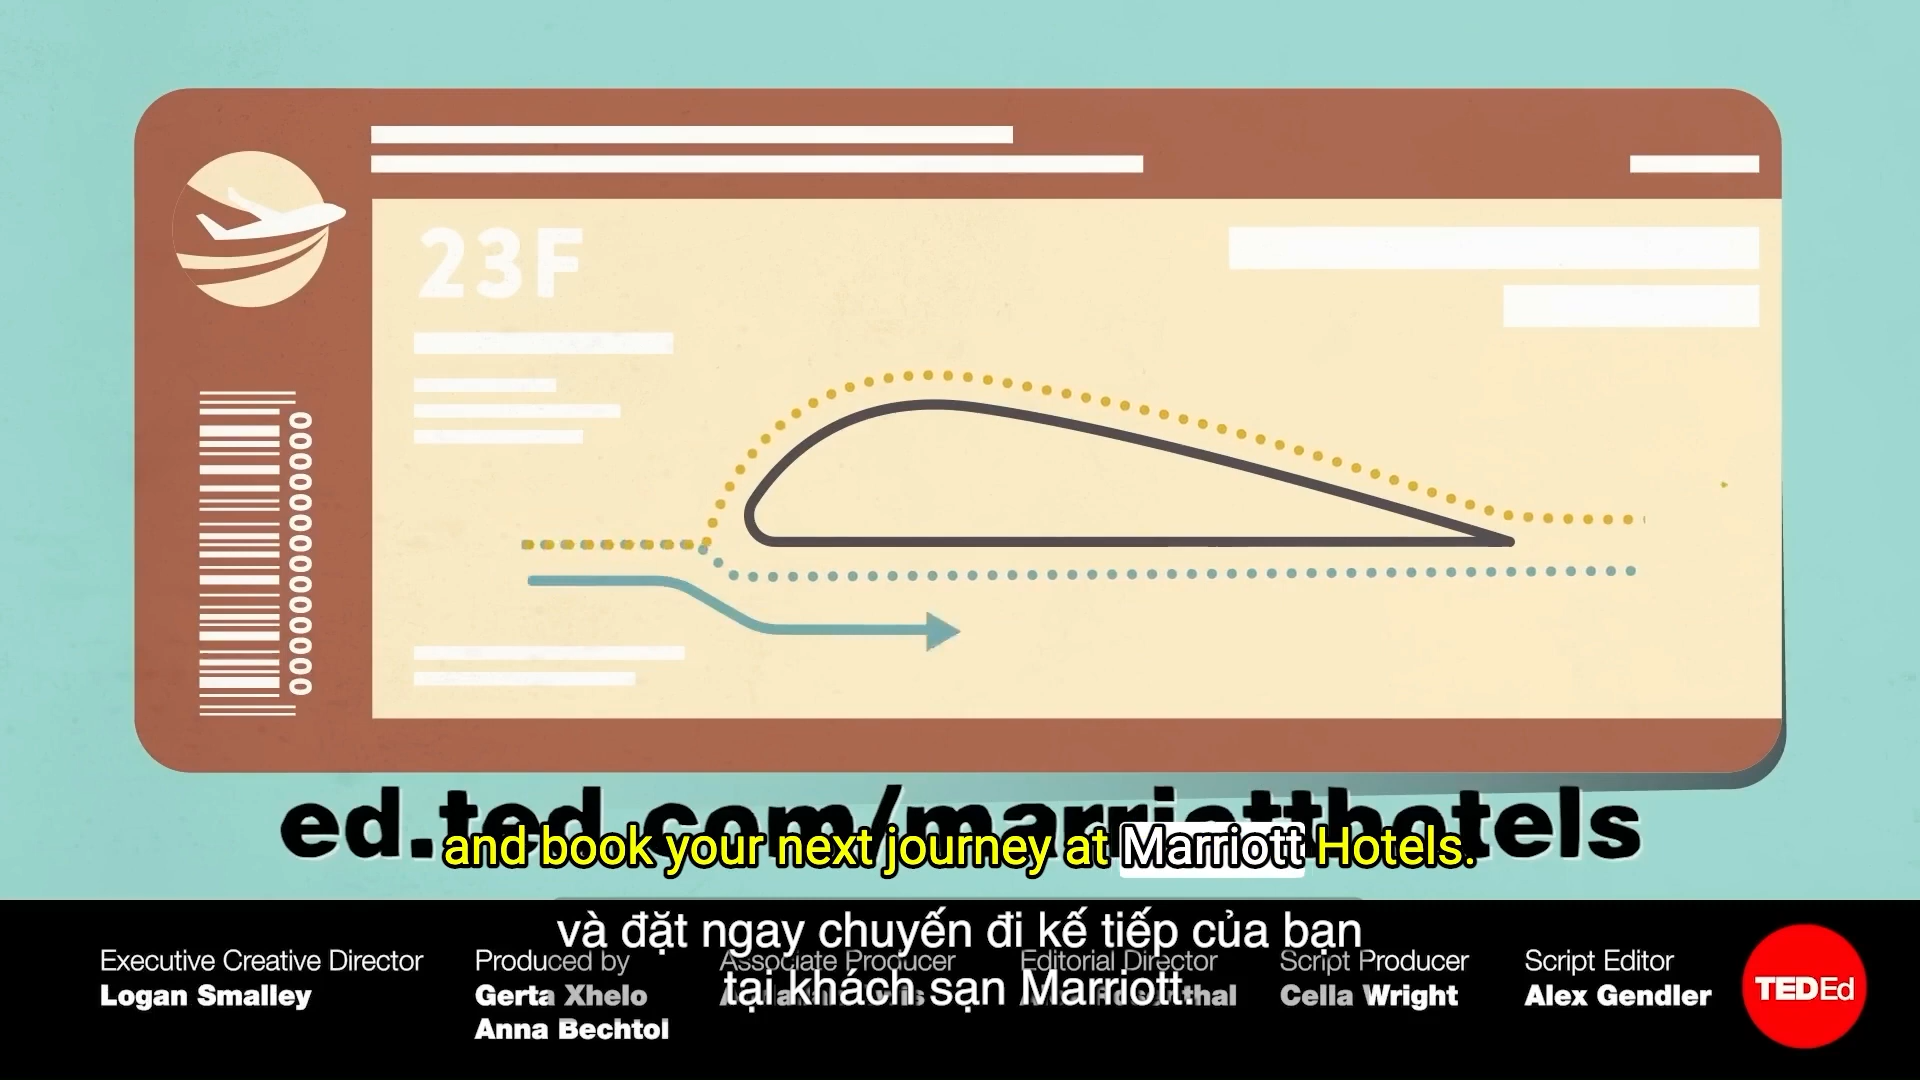 23F
00000000000000
ed.ted.com/marriotthotels
and book your next journey at Marriott Hotels.
và đặt ngay chuyến đi kế tiếp của bạn
tại khách sạn Marriott.
Executive Creative Director
Logan Smalley
Produced by
Gerta Xhelo
Anna Bechtol
Associate Producer
Editorial Director
Script Producer
Cella Wright
Script Editor
Alex Gendler
TEDEd